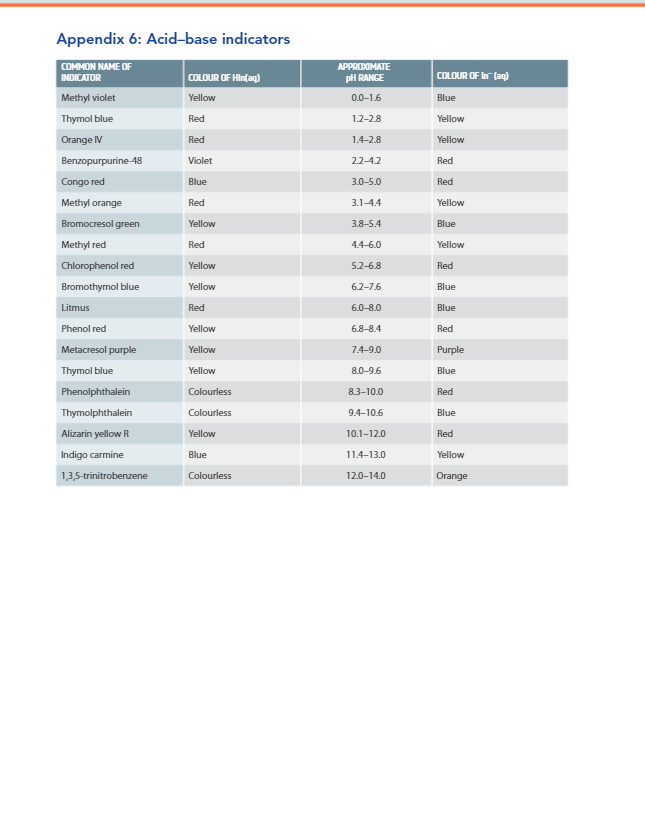 Appendix 6: Acid–base indicators
COMMON NAME OF INDICATOR COLOUR OF HIn(aq) APPROXIMATE pH RANGE COLOUR OF In⁻ (aq)
Methyl violet Yellow 0.0–1.6 Blue
Thymol blue Red 1.2–2.8 Yellow
Orange IV Red 1.4–2.8 Yellow
Benzopurpurine-48 Violet 2.2–4.2 Red
Congo red Blue 3.0–5.0 Red
Methyl orange Red 3.1–4.4 Yellow
Bromocresol green Yellow 3.8–5.4 Blue
Methyl red Red 4.4–6.0 Yellow
Chlorophenol red Yellow 5.2–6.8 Red
Bromothymol blue Yellow 6.2–7.6 Blue
Litmus Red 6.0–8.0 Blue
Phenol red Yellow 6.8–8.4 Red
Metacresol purple Yellow 7.4–9.0 Purple
Thymol blue Yellow 8.0–9.6 Blue
Phenolphthalein Colourless 8.3–10.0 Red
Thymolphthalein Colourless 9.4–10.6 Blue
Alizarin yellow R Yellow 10.1–12.0 Red
Indigo carmine Blue 11.4–13.0 Yellow
1,3,5-trinitrobenzene Colourless 12.0–14.0 Orange